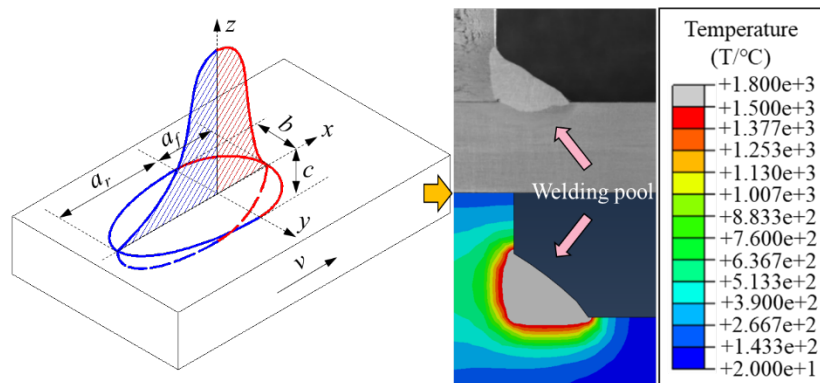 z
x
b
a_f
a_r
c
y
v
Welding pool
Temperature
(T/°C)
+1.800e+3
+1.500e+3
+1.377e+3
+1.253e+3
+1.130e+3
+1.007e+3
+8.833e+2
+7.600e+2
+6.367e+2
+5.133e+2
+3.900e+2
+2.667e+2
+1.433e+2
+2.000e+1